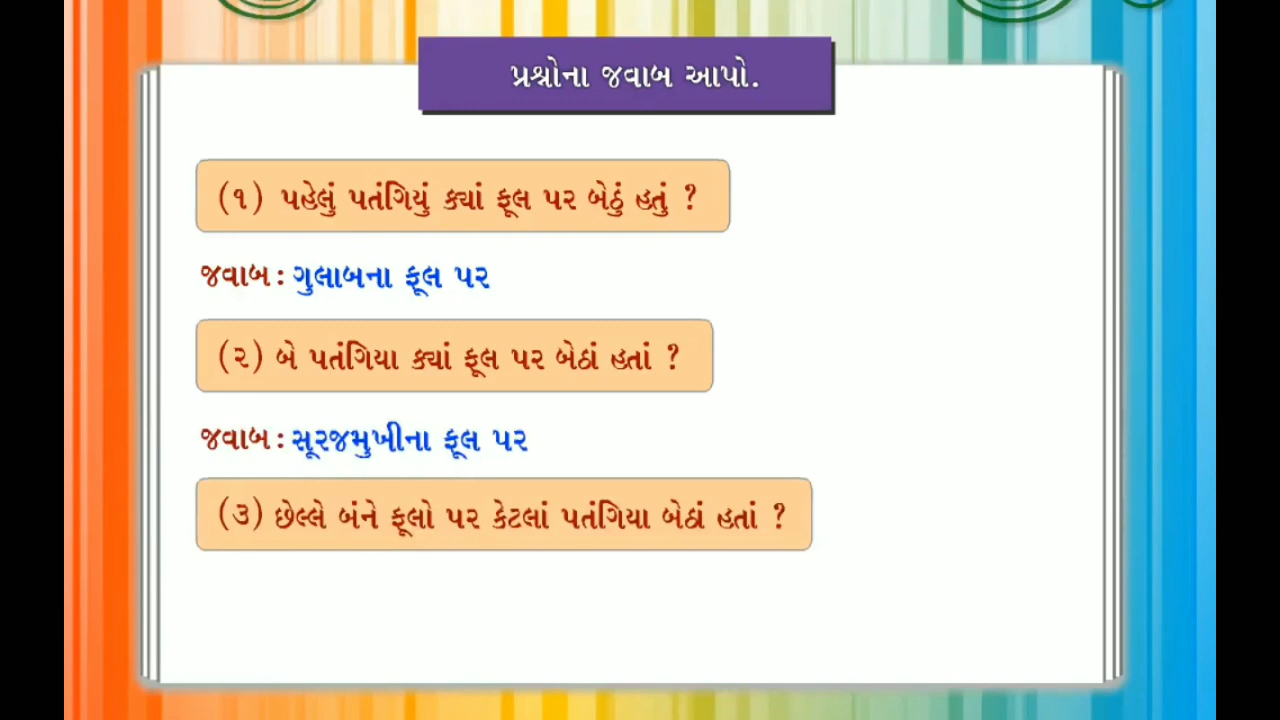 પ્રશ્નોના જવાબ આપો.
(૧) પહેલું પતંગિયું ક્યાં ફૂલ પર બેઠું હતું ?
જવાબ : ગુલાબના ફૂલ પર
(૨) બે પતંગિયા ક્યાં ફૂલ પર બેઠાં હતાં ?
જવાબ : સૂરજમુખીના ફૂલ પર
(૩) છેલ્લે બંને ફૂલો પર કેટલાં પતંગિયા બેઠાં હતાં ?